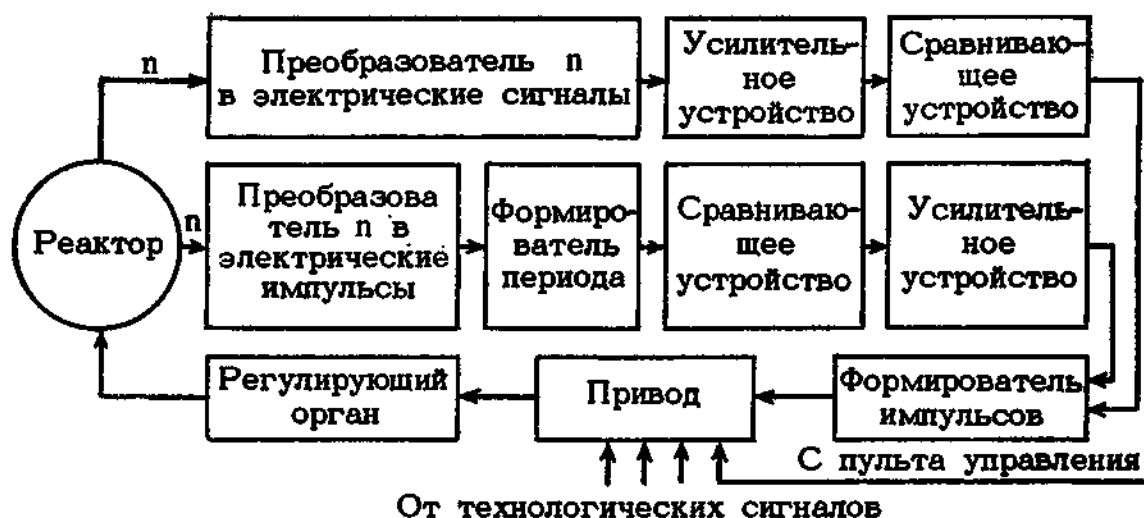 n
Преобразователь n
в электрические сигналы
Усилитель-
ное
устройство
Сравниваю-
щее
устройство
Реактор
n
Преобразова
тель n в
электрические
импульсы
Формиро-
ватель
периода
Сравниваю-
щее
устройство
Усилитель-
ное
устройство
Регулирующий
орган
Привод
Формирователь
импульсов
С пульта управления
От технологических сигналов